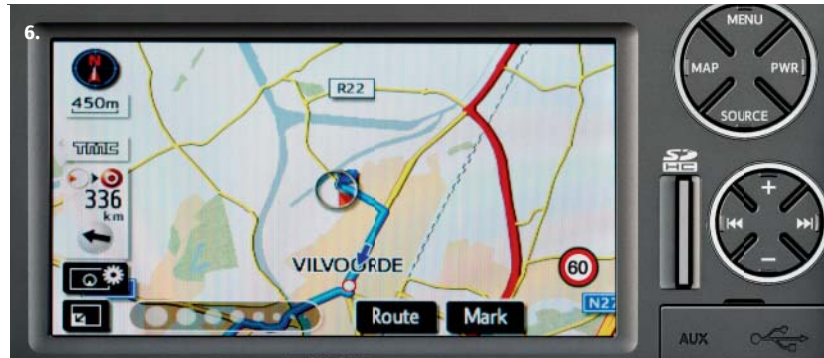 6.
MENU
MAP
PWR
SOURCE
N
450m
R22
TMC
336
km
VILVOORDE
60
Route
Mark
N27
SD
HC
+
−
AUX